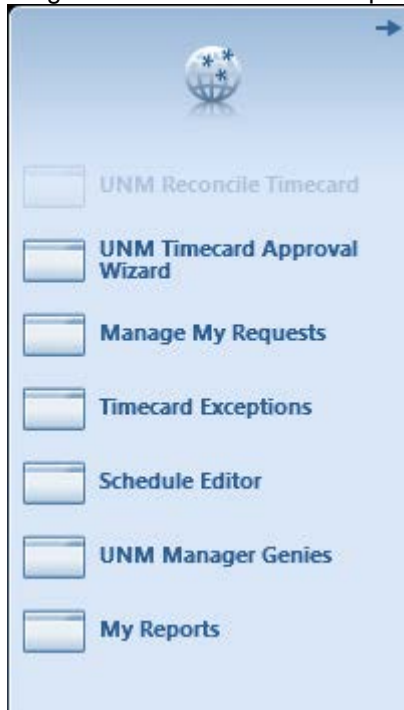 UNM Reconcile Timecard
UNM Timecard Approval
Wizard
Manage My Requests
Timecard Exceptions
Schedule Editor
UNM Manager Genies
My Reports